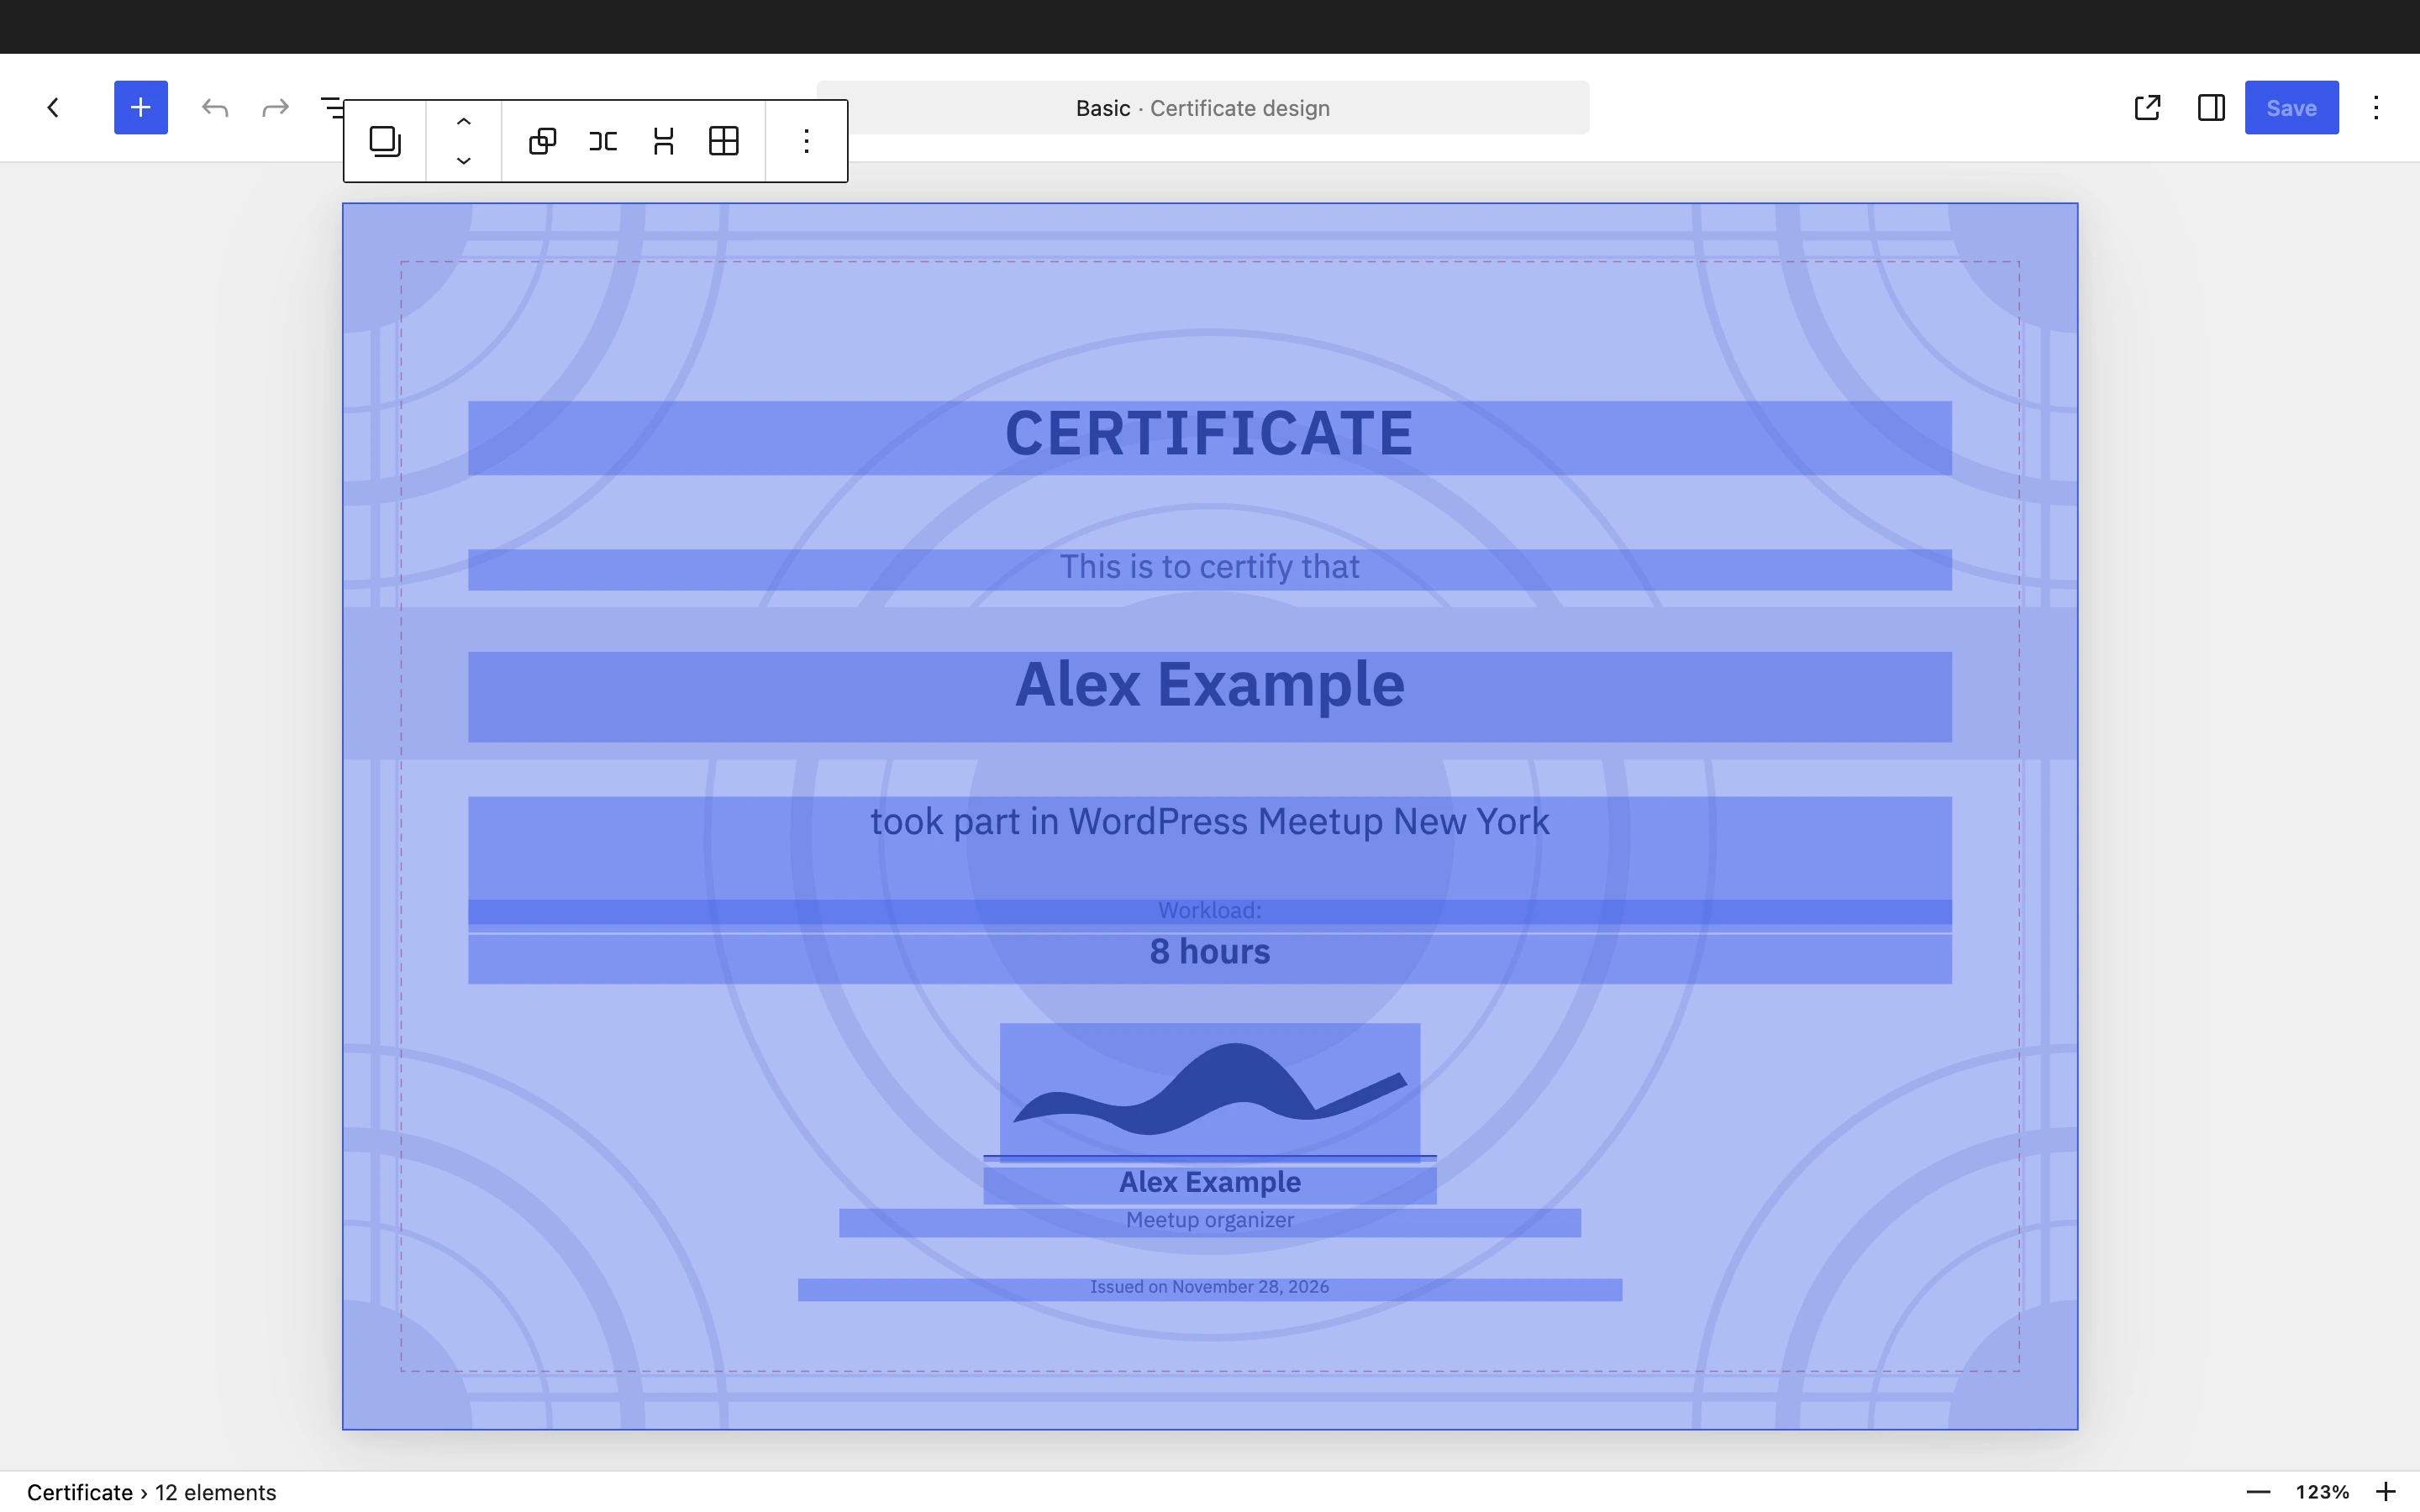 Basic · Certificate design
Save
CERTIFICATE
This is to certify that
Alex Example
took part in WordPress Meetup New York
Workload:
8 hours
Alex Example
Meetup organizer
Issued on November 28, 2026
Certificate › 12 elements
123%